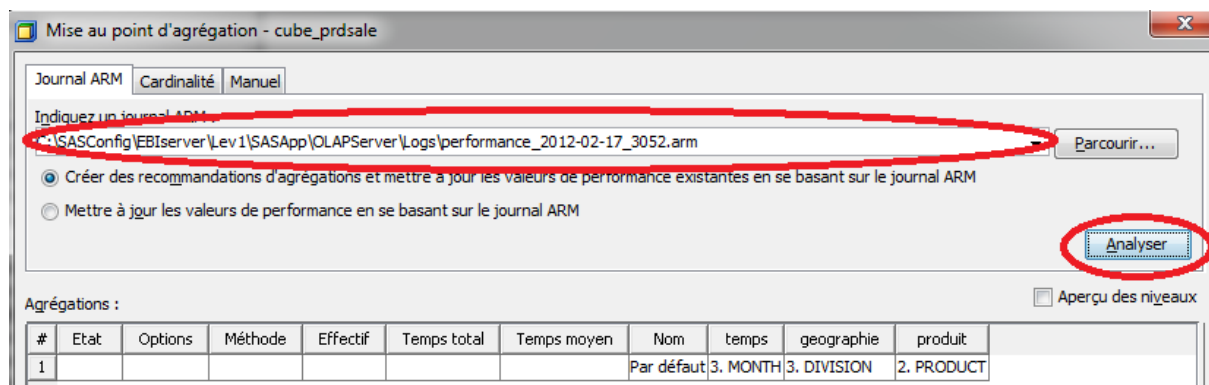 Mise au point d'agrégation - cube_prdsale
Journal ARM Cardinalité Manuel
Indiquez un journal ARM :
C:\SASConfig\EBIserver\Lev1\SASApp\OLAPServer\Logs\performance_2012-02-17_3052.arm Parcourir...
Créer des recommandations d'agrégations et mettre à jour les valeurs de performance existantes en se basant sur le journal ARM
Mettre à jour les valeurs de performance en se basant sur le journal ARM
Analyser
Agrégations : Aperçu des niveaux
# Etat Options Méthode Effectif Temps total Temps moyen Nom temps geographie produit
1 Par défaut 3. MONTH 3. DIVISION 2. PRODUCT